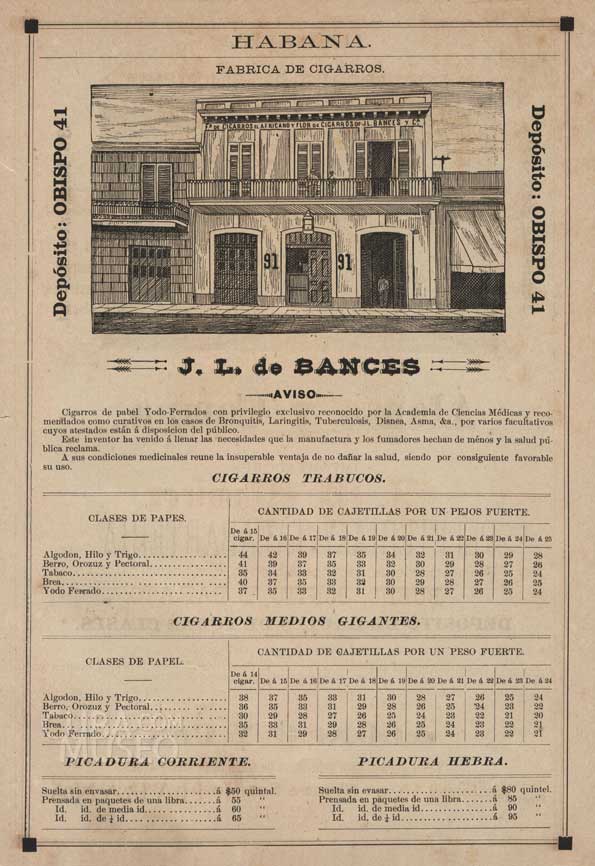 HABANA.
FABRICA DE CIGARROS.
Depósito: OBISPO 41
Fa. DE CIGARROS EL AFRICANO Y FLOR DE CIGARROS DE J.L. BANCES Y Ca.
91 91
Depósito: OBISPO 41
J. L. de BANCES
AVISO
Cigarros de pabel Yodo-Ferrados con privilegio exclusivo reconocido por la Academia de Ciencias Médicas y reco-
mendados como curativos en los casos de Bronquitis, Laringitis, Tuberculosis, Disnea, Asma, &a., por varios facultativos
cuyos atestados están á disposicion del público.
Este inventor ha venido á llenar las necesidades que la manufactura y los fumadores hechan de ménos y la salud pú-
blica reclama.
A sus condiciones medicinales reune la insuperable ventaja de no dañar la salud, siendo por consiguiente favorable
su uso.
CIGARROS TRABUCOS.
CLASES DE PAPES.
CANTIDAD DE CAJETILLAS POR UN PEJOS FUERTE.
De á 15 cigar. De á 16 De á 17 De á 18 De á 19 De á 20 De á 21 De á 22 De á 23 De á 24 De á 25
Algodon, Hilo y Trigo 44 42 39 37 35 34 32 31 30 29 28
Berro, Orozuz y Pectoral 41 39 37 35 33 32 30 29 28 27 26
Tabaco 35 34 33 32 31 30 28 27 26 25 24
Brea 40 37 35 33 32 30 29 28 27 26 25
Yodo Ferrado 37 35 33 32 31 30 28 27 26 25 24
CIGARROS MEDIOS GIGANTES.
CLASES DE PAPEL.
CANTIDAD DE CAJETILLAS POR UN PESO FUERTE.
De á 14 cigar. De á 15 De á 16 De á 17 De á 18 De á 19 De á 20 De á 21 De á 22 De á 23 De á 24
Algodon, Hilo y Trigo 38 37 35 33 31 30 28 27 26 25 24
Berro, Orozuz y Pectoral 36 35 33 31 29 28 26 25 24 23 22
Tabaco 30 29 28 27 26 25 24 23 22 21 20
Brea 35 33 31 29 28 26 25 24 23 22 21
Yodo Ferrado 32 31 29 28 27 26 25 24 23 22 21
PICADURA CORRIENTE.
Suelta sin envasar á $50 quintal.
Prensada en paquetes de una libra á 55 "
Id. id. de media id á 60 "
Id. id. de ¼ id á 65 "
PICADURA HEBRA.
Suelta sin evasar á $80 quintal.
Prensada en paquetes de una libra á 85 "
Id. id. de media id á 90 "
Id. id. de ¼ id á 95 "